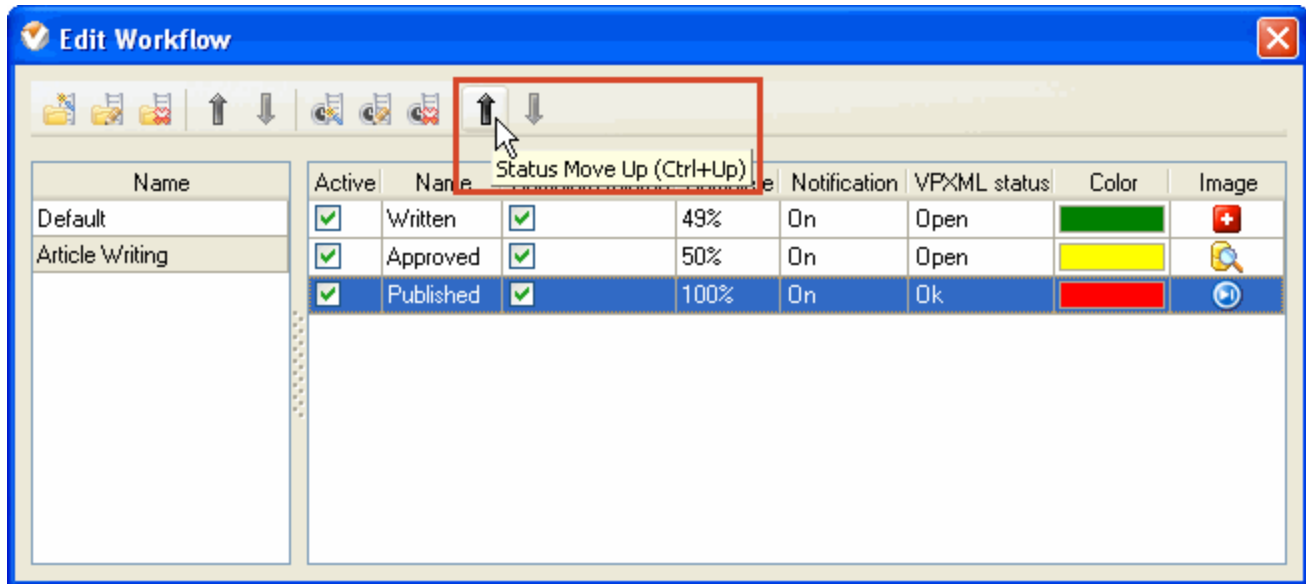 Edit Workflow
Status Move Up (Ctrl+Up)
Name
Active Name Notification VPXML status Color Image
Default
Written 49% On Open
Article Writing
Approved 50% On Open
Published 100% On Ok